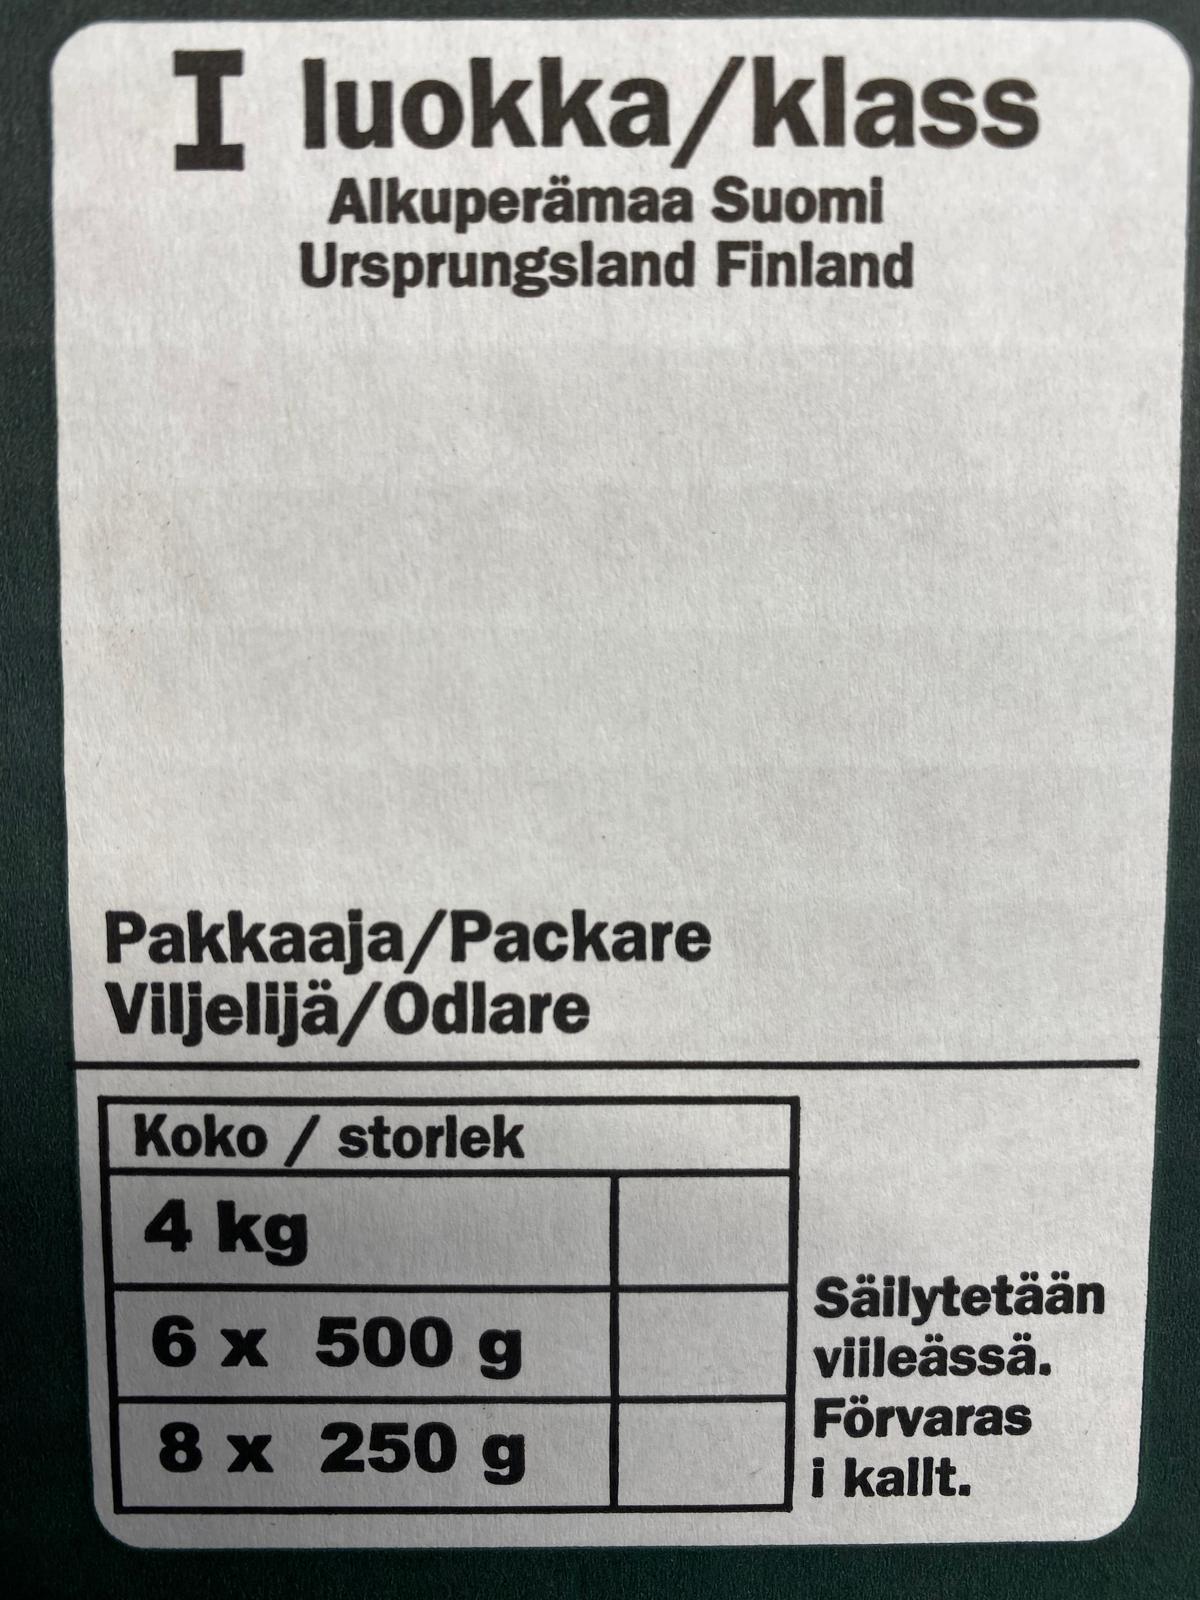 I luokka/klass
Alkuperämaa Suomi
Ursprungsland Finland
Pakkaaja/Packare
Viljelijä/Odlare
Koko / storlek
4 kg
6 x 500 g
8 x 250 g
Säilytetään
viileässä.
Förvaras
i kallt.